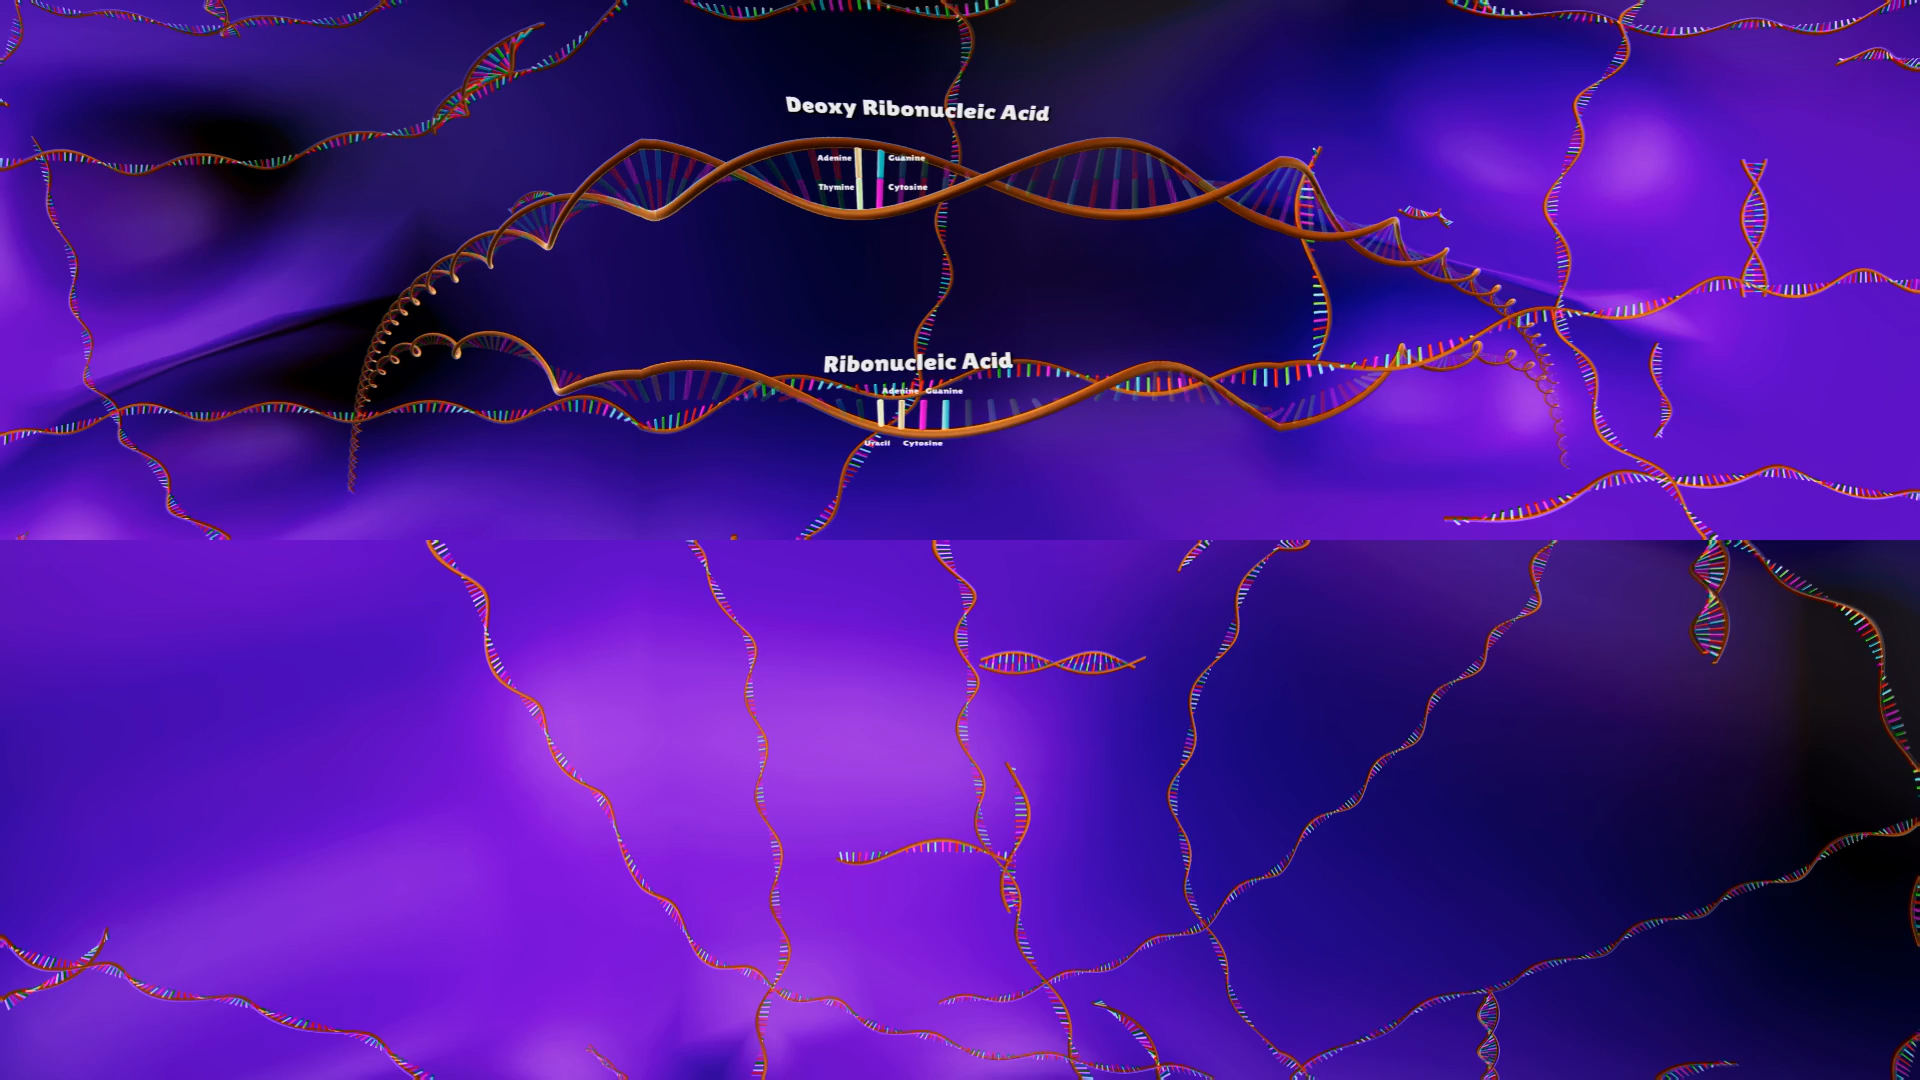 Deoxy Ribonucleic Acid
Adenine Guanine
Thymine Cytosine
Ribonucleic Acid
Adenine Guanine
Uracil Cytosine